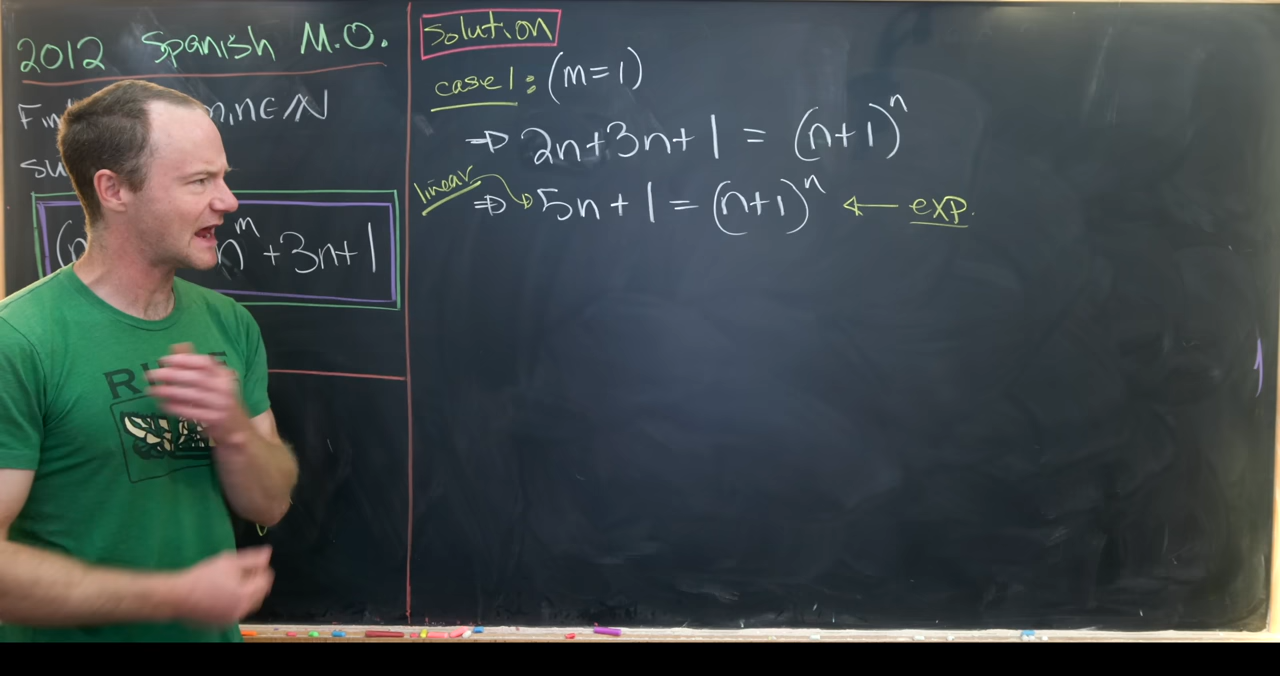 2012 Spanish M.O.
m,n∈ℕ
n^m+3n+1
Solution
case 1: (m=1)
⇒ 2n+3n+1 = (n+1)^n
linear ⇒ 5n+1 = (n+1)^n ← exp.